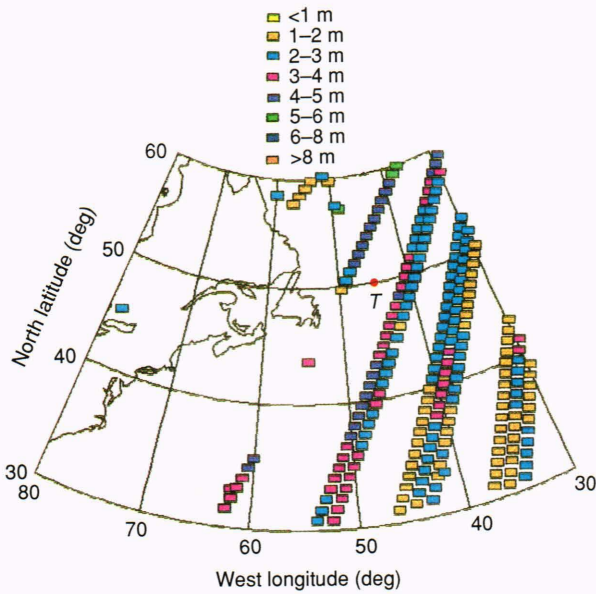 <1 m
1–2 m
2–3 m
3–4 m
4–5 m
5–6 m
6–8 m
>8 m
60
50
T
North latitude (deg)
40
30
80
30
70
40
60
50
West longitude (deg)